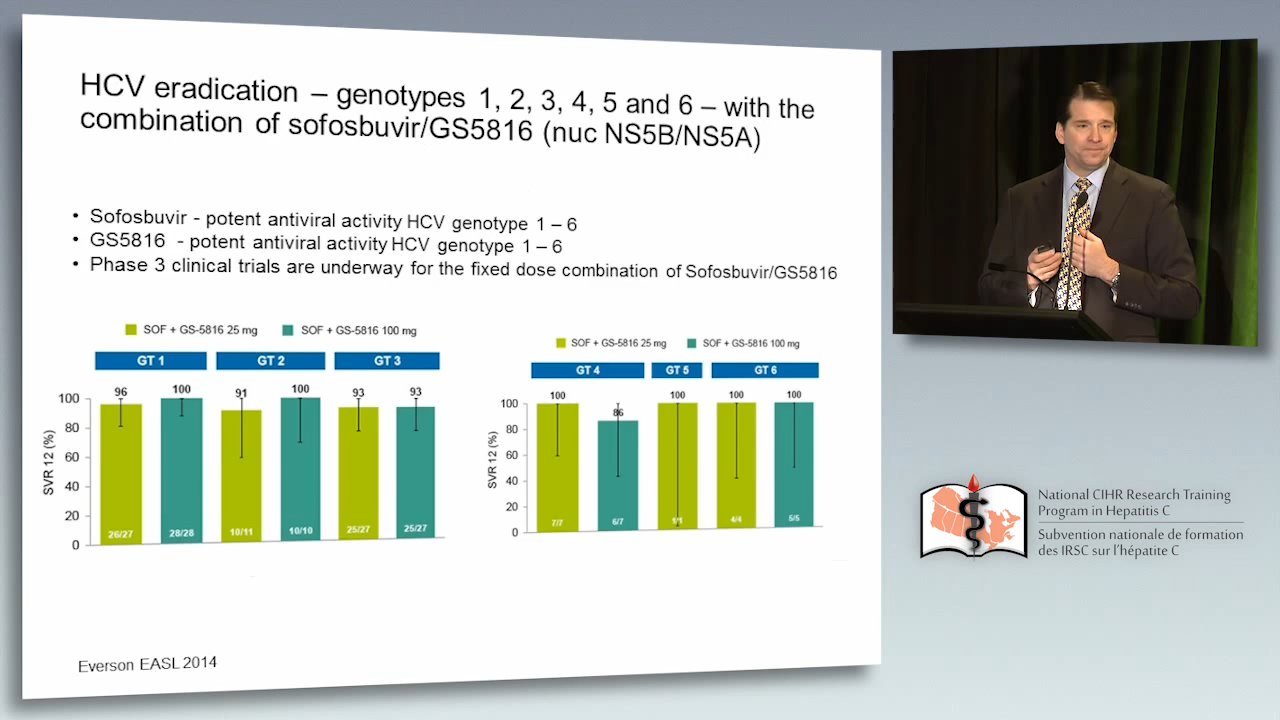 HCV eradication – genotypes 1, 2, 3, 4, 5 and 6 – with the
combination of sofosbuvir/GS5816 (nuc NS5B/NS5A)
• Sofosbuvir - potent antiviral activity HCV genotype 1 – 6
• GS5816 - potent antiviral activity HCV genotype 1 – 6
• Phase 3 clinical trials are underway for the fixed dose combination of Sofosbuvir/GS5816
SOF + GS-5816 25 mg SOF + GS-5816 100 mg
GT 1 GT 2 GT 3
96 100 91 100 93 93
SVR12 (%)
100
80
60
40
20
0
26/27 28/28 10/11 10/10 25/27 25/27
SOF + GS-5816 25 mg SOF + GS-5816 100 mg
GT 4 GT 5 GT 6
100 86 100 100 100
SVR12 (%)
100
80
60
40
20
0
7/7 6/7 1/1 4/4 5/5
Everson EASL 2014
National CIHR Research Training
Program in Hepatitis C
Subvention nationale de formation
des IRSC sur l'hépatite C